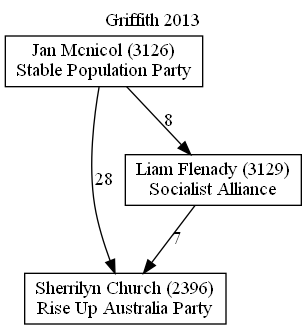 Griffith 2013
Jan Mcnicol (3126)
Stable Population Party
8
Liam Flenady (3129)
Socialist Alliance
28
7
Sherrilyn Church (2396)
Rise Up Australia Party